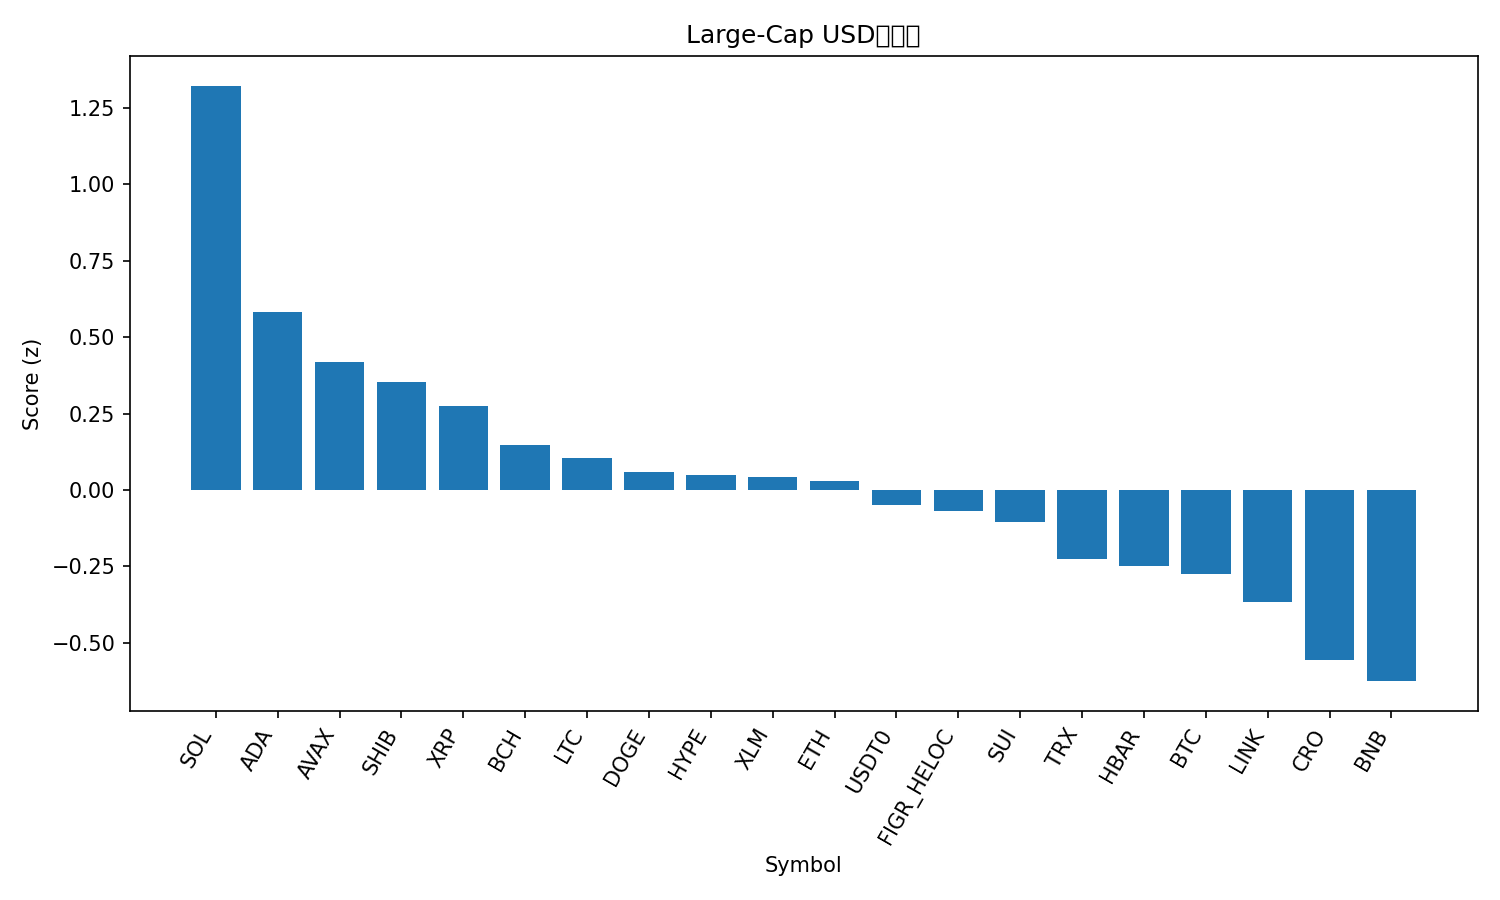 Large-Cap USD
Score (z)
1.25
1.00
0.75
0.50
0.25
0.00
−0.25
−0.50
SOL
ADA
AVAX
SHIB
XRP
BCH
LTC
DOGE
HYPE
XLM
ETH
USDT0
FIGR_HELOC
SUI
TRX
HBAR
BTC
LINK
CRO
BNB
Symbol